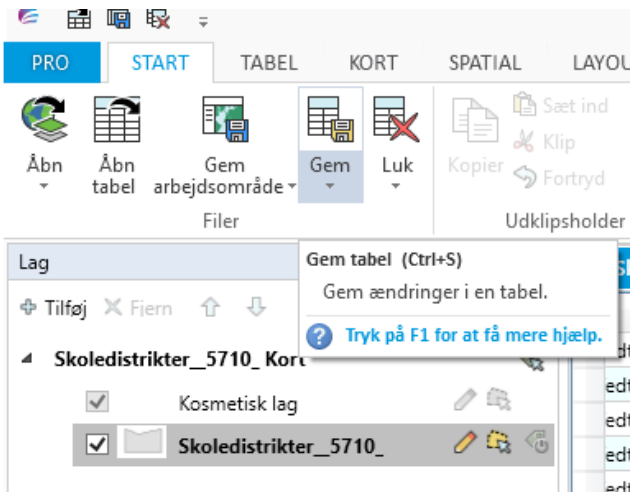 PRO START TABEL KORT SPATIAL LAYOU
Åbn
Åbn tabel
Gem arbejdsområde
Gem
Luk
Kopier
Sæt ind
Klip
Fortryd
Filer
Udklipsholder
Lag
Gem tabel (Ctrl+S)
Gem ændringer i en tabel.
Tryk på F1 for at få mere hjælp.
Tilføj Fjern
Skoledistrikter__5710_ Kort
Kosmetisk lag
Skoledistrikter__5710_